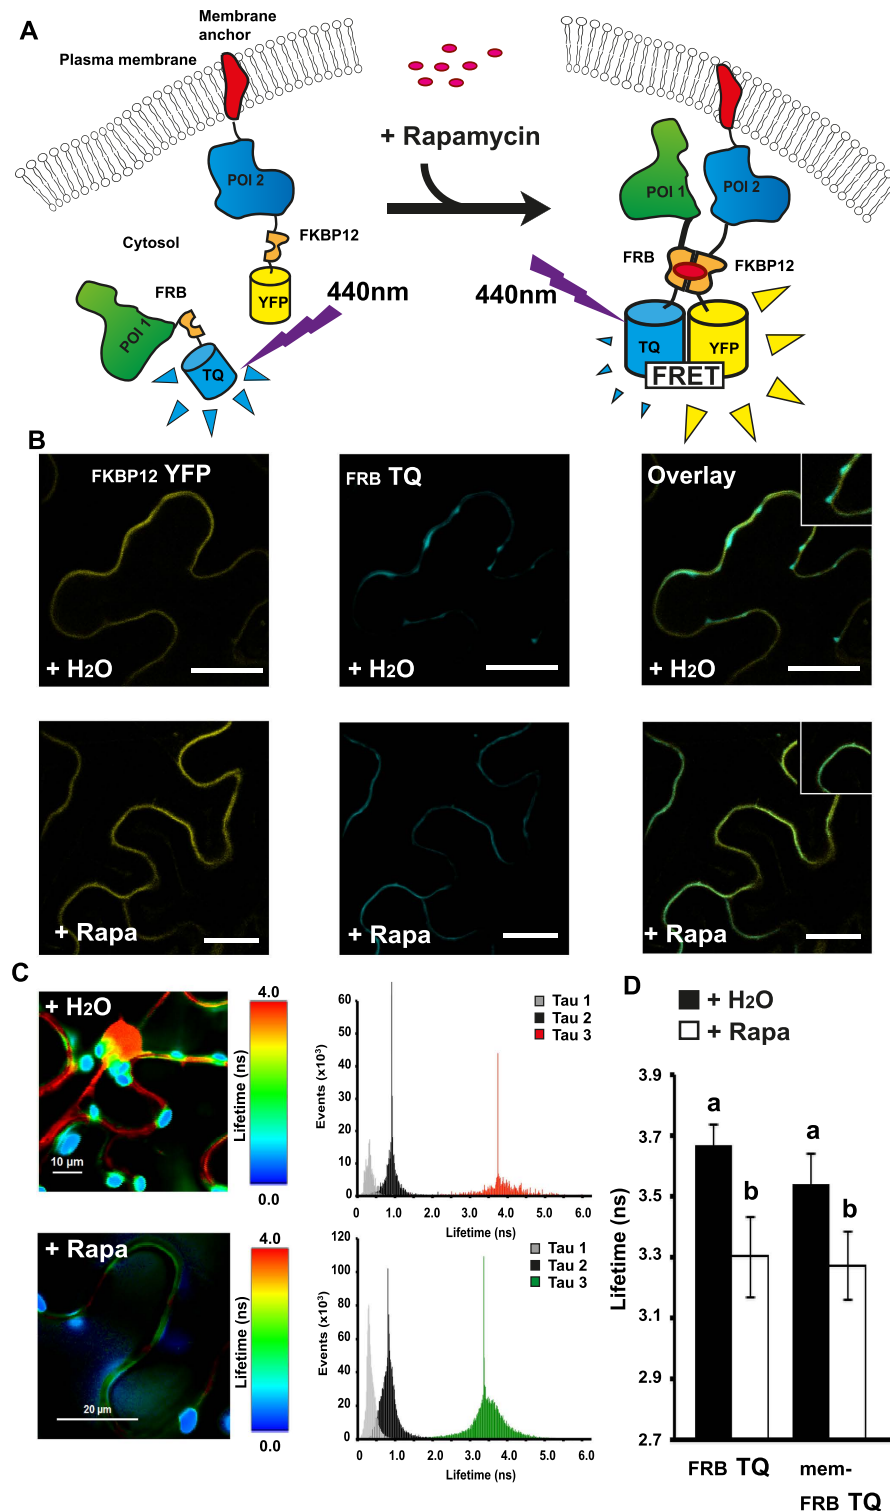 A
Membrane
anchor
Plasma membrane
+ Rapamycin
POI 2
Cytosol
FKBP12
FRB
YFP
440nm
POI 1
TQ
POI 1
POI 2
FRB
FKBP12
440nm
TQ
YFP
FRET
B
FKBP12 YFP
FRB TQ
Overlay
+ H2O
+ H2O
+ H2O
+ Rapa
+ Rapa
+ Rapa
C
+ H2O
10 µm
4.0
Lifetime (ns)
0.0
60
50
40
30
20
10
0
Events (x10³)
Tau 1
Tau 2
Tau 3
0 1.0 2.0 3.0 4.0 5.0 6.0
Lifetime (ns)
+ Rapa
20 µm
4.0
Lifetime (ns)
0.0
120
100
80
60
40
20
0
Events (x10³)
Tau 1
Tau 2
Tau 3
0 1.0 2.0 3.0 4.0 5.0 6.0
Lifetime (ns)
D
+ H2O
+ Rapa
3.9
3.7
3.5
3.3
3.1
2.9
2.7
Lifetime (ns)
a
b
a
b
FRB TQ
mem-
FRB TQ